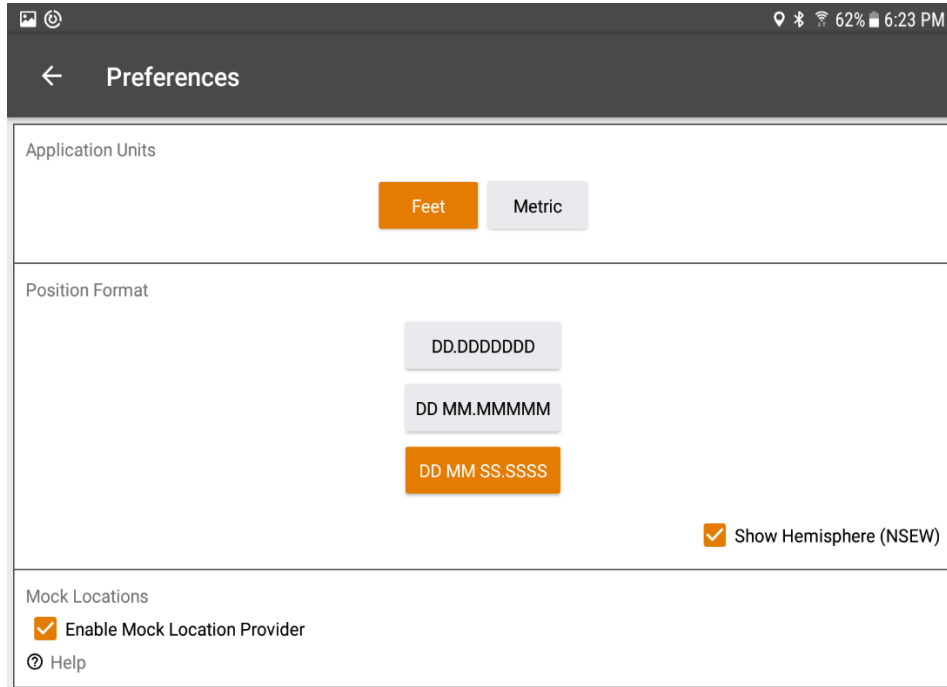 62% 6:23 PM
Preferences
Application Units
Feet Metric
Position Format
DD.DDDDDDD
DD MM.MMMMM
DD MM SS.SSSS
Show Hemisphere (NSEW)
Mock Locations
Enable Mock Location Provider
Help